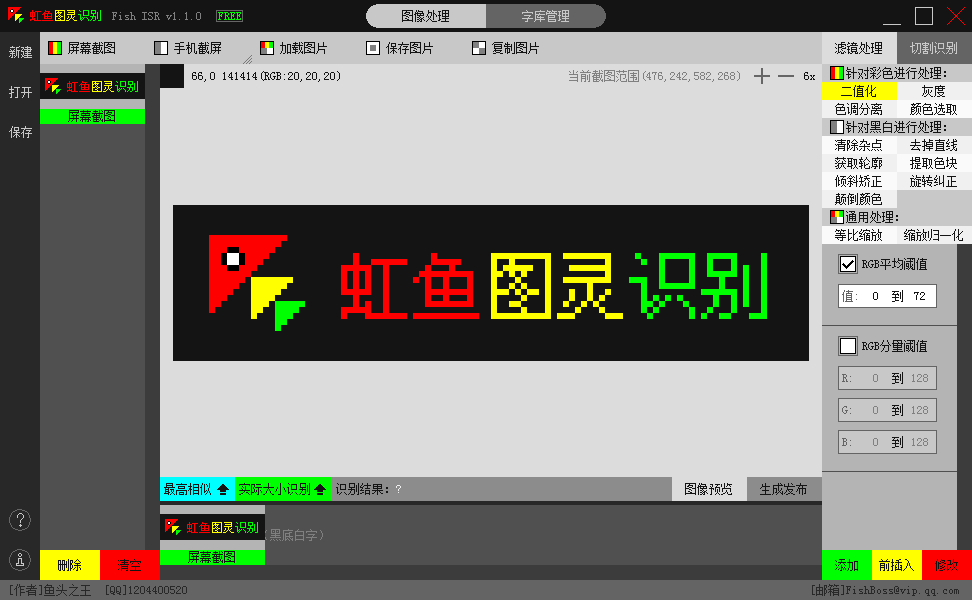 虹鱼图灵识别 Fish ISR v1.1.0 FREE
图像处理 字库管理
新建 屏幕截图 手机截屏 加载图片 保存图片 复制图片 滤镜处理 切割识别
66,0 141414(RGB:20,20,20) 当前截图范围(476,242,582,268) 6x
针对彩色进行处理:
打开 虹鱼图灵识别
二值化 灰度
屏幕截图 色调分离 颜色选取
保存
针对黑白进行处理:
清除杂点 去掉直线
获取轮廓 提取色块
倾斜矫正 旋转纠正
颠倒颜色
通用处理:
等比缩放 缩放归一化
虹鱼图灵识别
RGB平均阈值
值: 0 到 72
RGB分量阈值
R: 0 到 128
G: 0 到 128
B: 0 到 128
最高相似 实际大小识别 识别结果: ? 图像预览 生成发布
虹鱼图灵识别 (黑底白字)
屏幕截图
删除 清空 添加 前插入 修改
[作者]鱼头之王 [QQ]1204400520 [邮箱]FishBoss@vip.qq.com